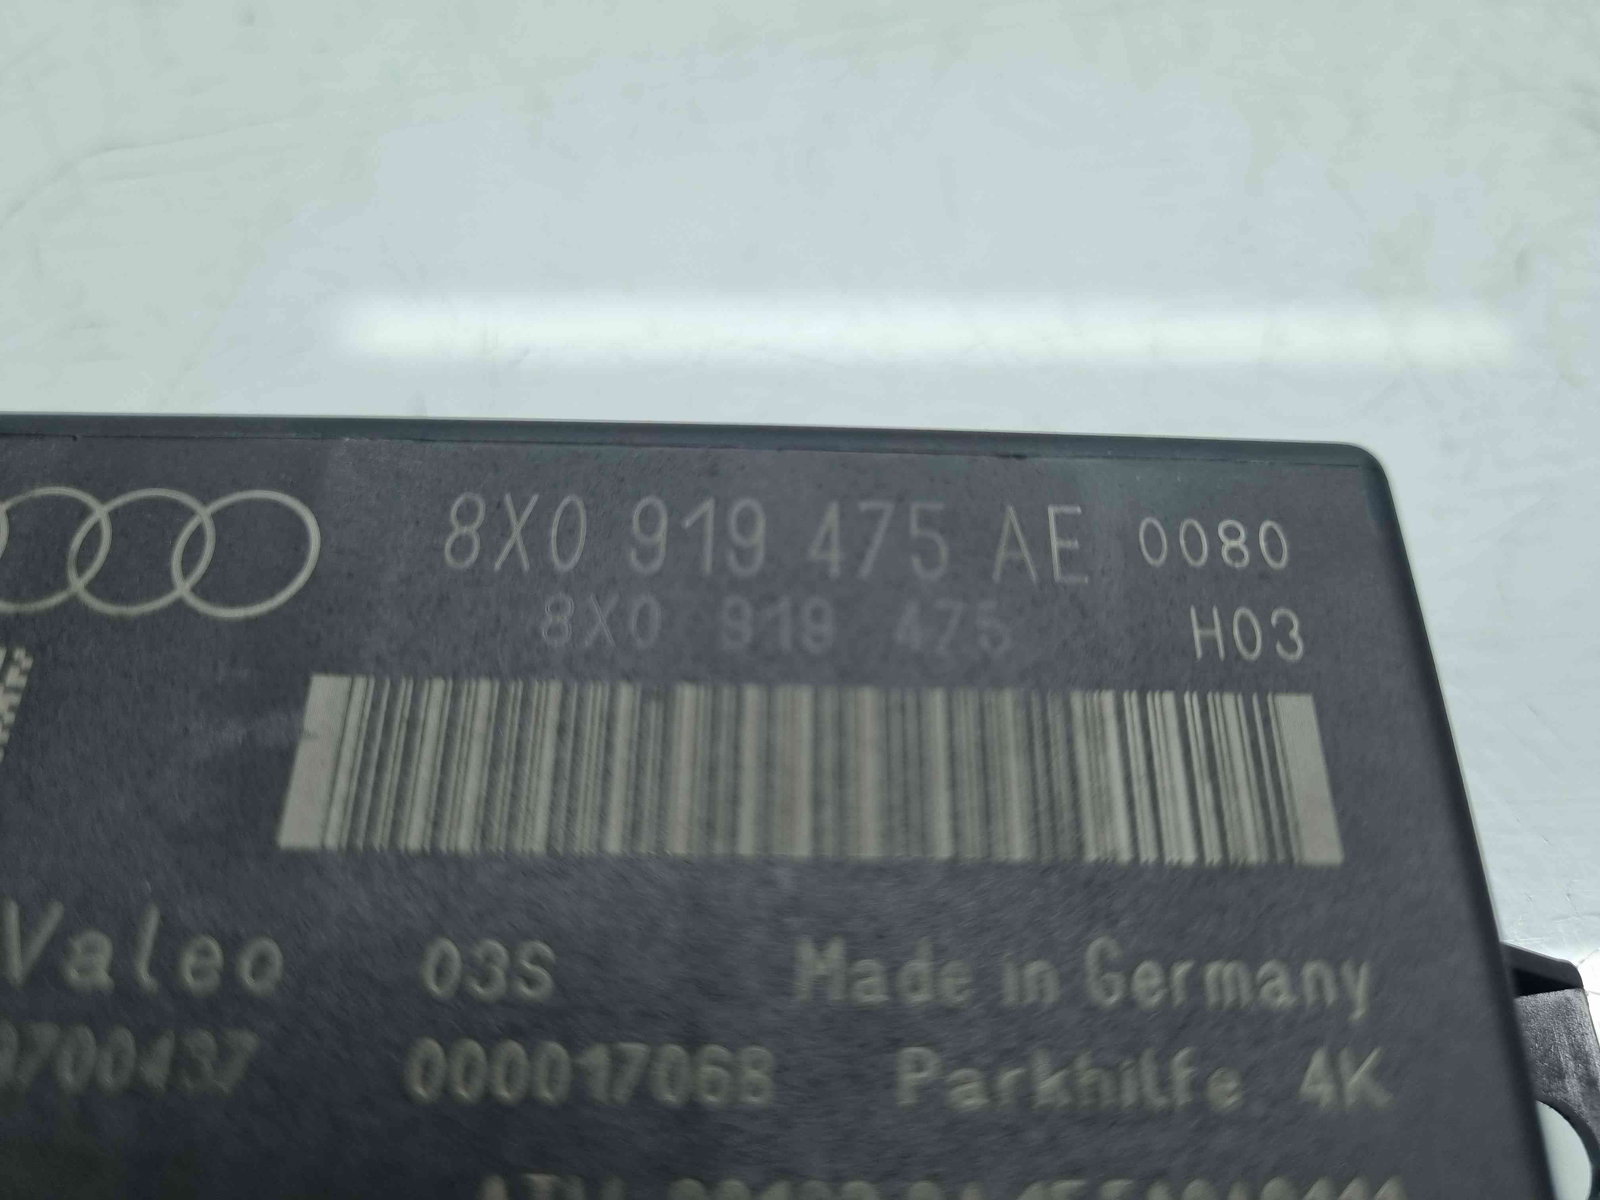 8X0 919 475 AE 0080
8X0 919 475 H03
Valeo 03S Made in Germany
000017068 Parkhilfe 4K